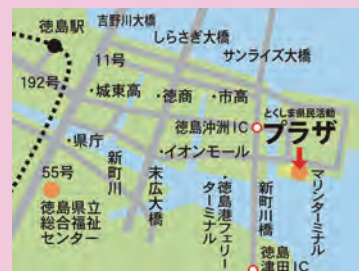 徳島駅
吉野川大橋
しらさぎ大橋
サンライズ大橋
11号
192号
・城東高
・徳商
・市高
とくしま県民活動
プラザ
徳島沖洲IC
・県庁
・イオンモール
55号
新町川
末広大橋
・徳島港フェリー
ターミナル
新町川橋
マリンターミナル
徳島県立
総合福祉
センター
徳島
津田IC